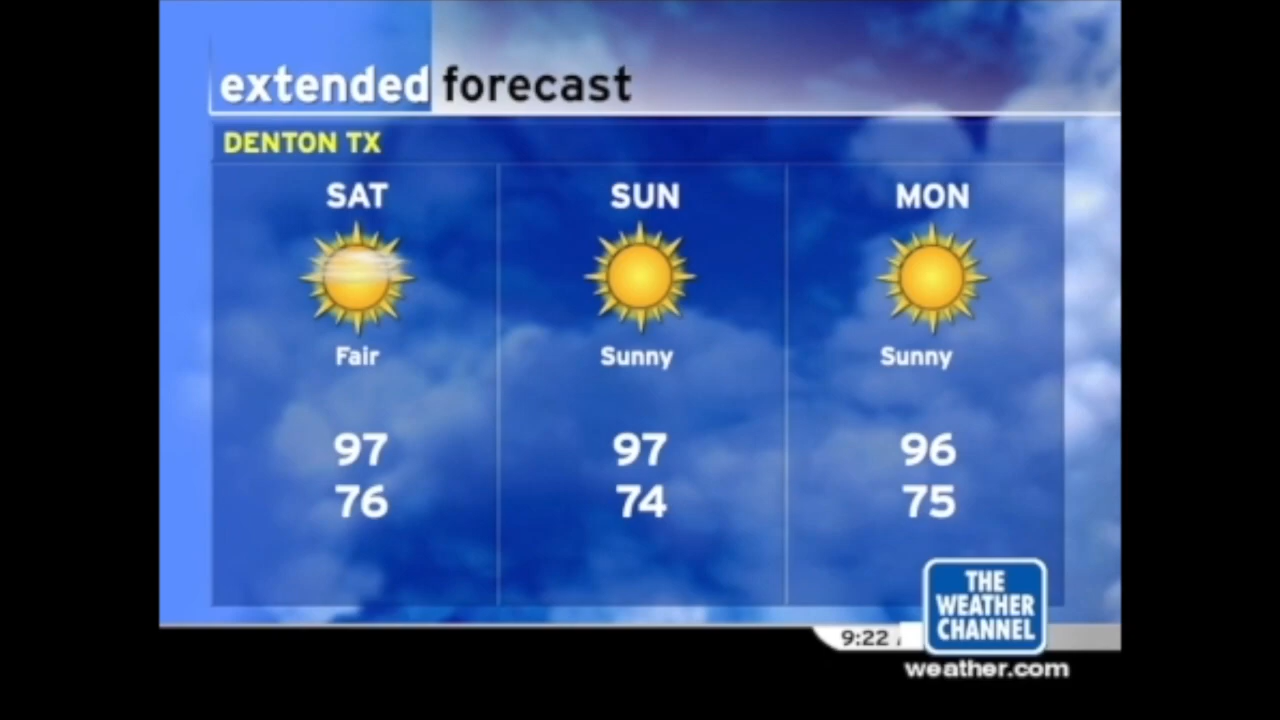 extended forecast
DENTON TX
SAT SUN MON
Fair Sunny Sunny
97 97 96
76 74 75
THE
WEATHER
CHANNEL
9:22
weather.com